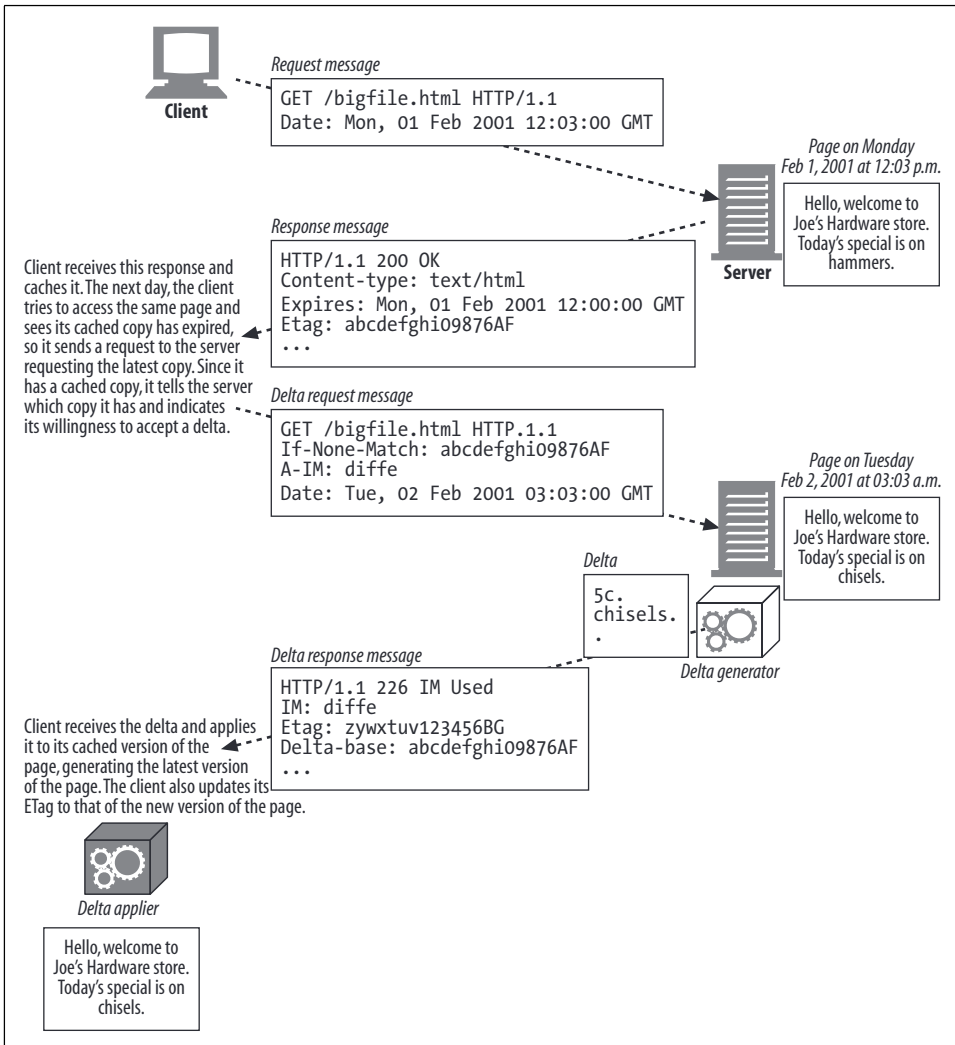 Client
Request message
GET /bigfile.html HTTP/1.1
Date: Mon, 01 Feb 2001 12:03:00 GMT
Page on Monday
Feb 1, 2001 at 12:03 p.m.
Hello, welcome to
Joe's Hardware store.
Today's special is on
hammers.
Server
Response message
HTTP/1.1 200 OK
Content-type: text/html
Expires: Mon, 01 Feb 2001 12:00:00 GMT
Etag: abcdefghi09876AF
...
Client receives this response and
caches it. The next day, the client
tries to access the same page and
sees its cached copy has expired,
so it sends a request to the server
requesting the latest copy. Since it
has a cached copy, it tells the server
which copy it has and indicates
its willingness to accept a delta.
Delta request message
GET /bigfile.html HTTP.1.1
If-None-Match: abcdefghi09876AF
A-IM: diffe
Date: Tue, 02 Feb 2001 03:03:00 GMT
Page on Tuesday
Feb 2, 2001 at 03:03 a.m.
Hello, welcome to
Joe's Hardware store.
Today's special is on
chisels.
Delta
5c.
chisels.
.
Delta generator
Delta response message
HTTP/1.1 226 IM Used
IM: diffe
Etag: zywxtuv123456BG
Delta-base: abcdefghi09876AF
...
Client receives the delta and applies
it to its cached version of the
page, generating the latest version
of the page. The client also updates its
ETag to that of the new version of the page.
Delta applier
Hello, welcome to
Joe's Hardware store.
Today's special is on
chisels.